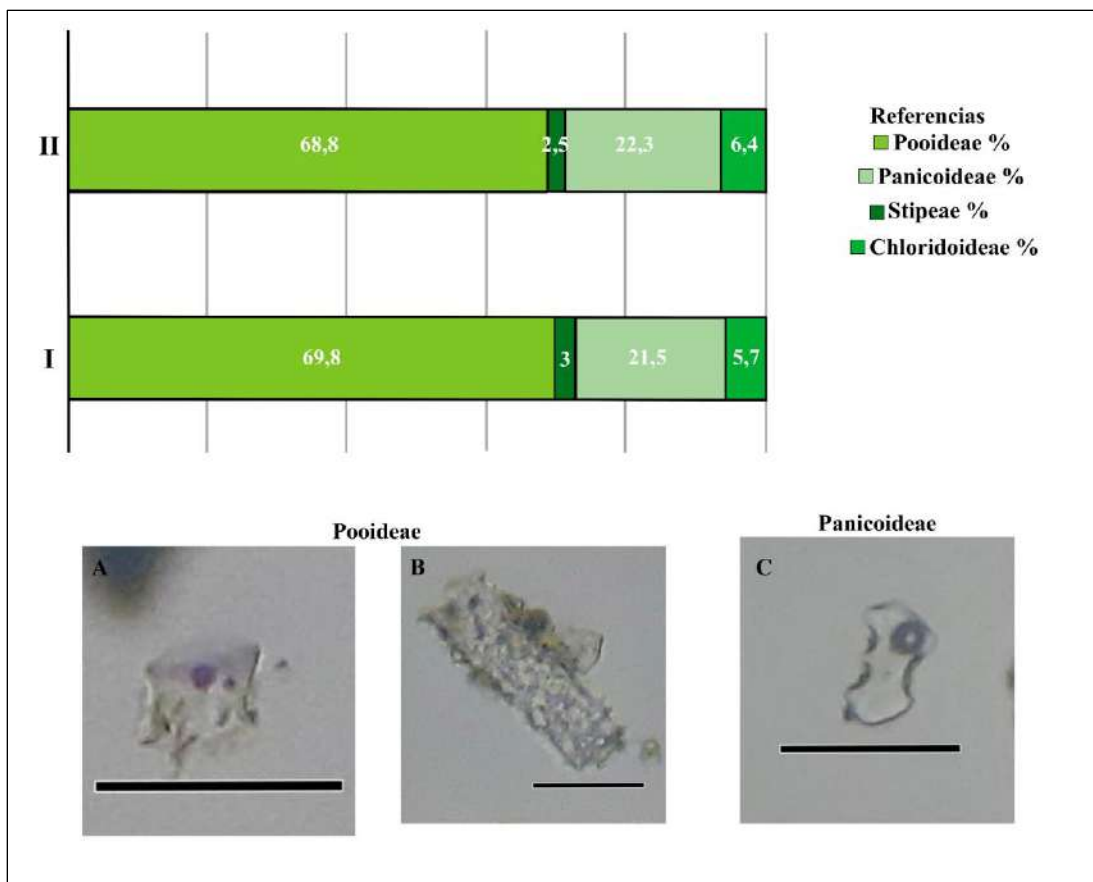 II
68,8
2,5
22,3
6,4
Referencias
Pooideae %
Panicoideae %
Stipeae %
Chloridoideae %
I
69,8
3
21,5
5,7
Pooideae
Panicoideae
A
B
C